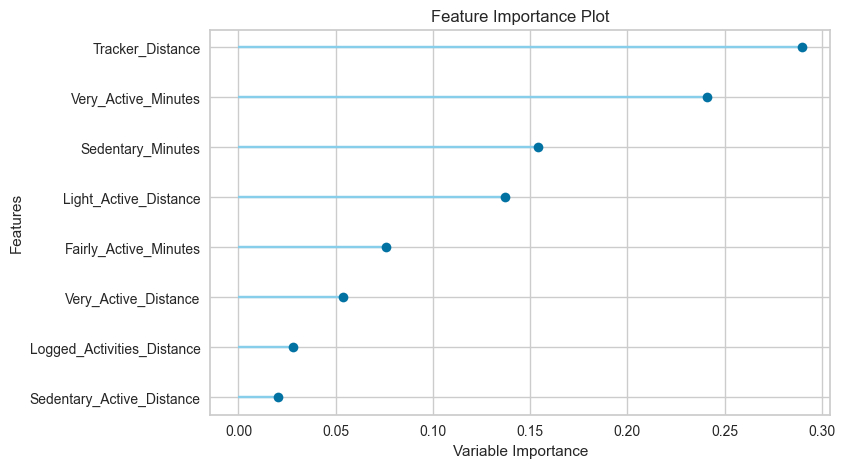 Feature Importance Plot
Tracker_Distance
Very_Active_Minutes
Sedentary_Minutes
Light_Active_Distance
Fairly_Active_Minutes
Very_Active_Distance
Logged_Activities_Distance
Sedentary_Active_Distance
Features
0.00 0.05 0.10 0.15 0.20 0.25 0.30
Variable Importance